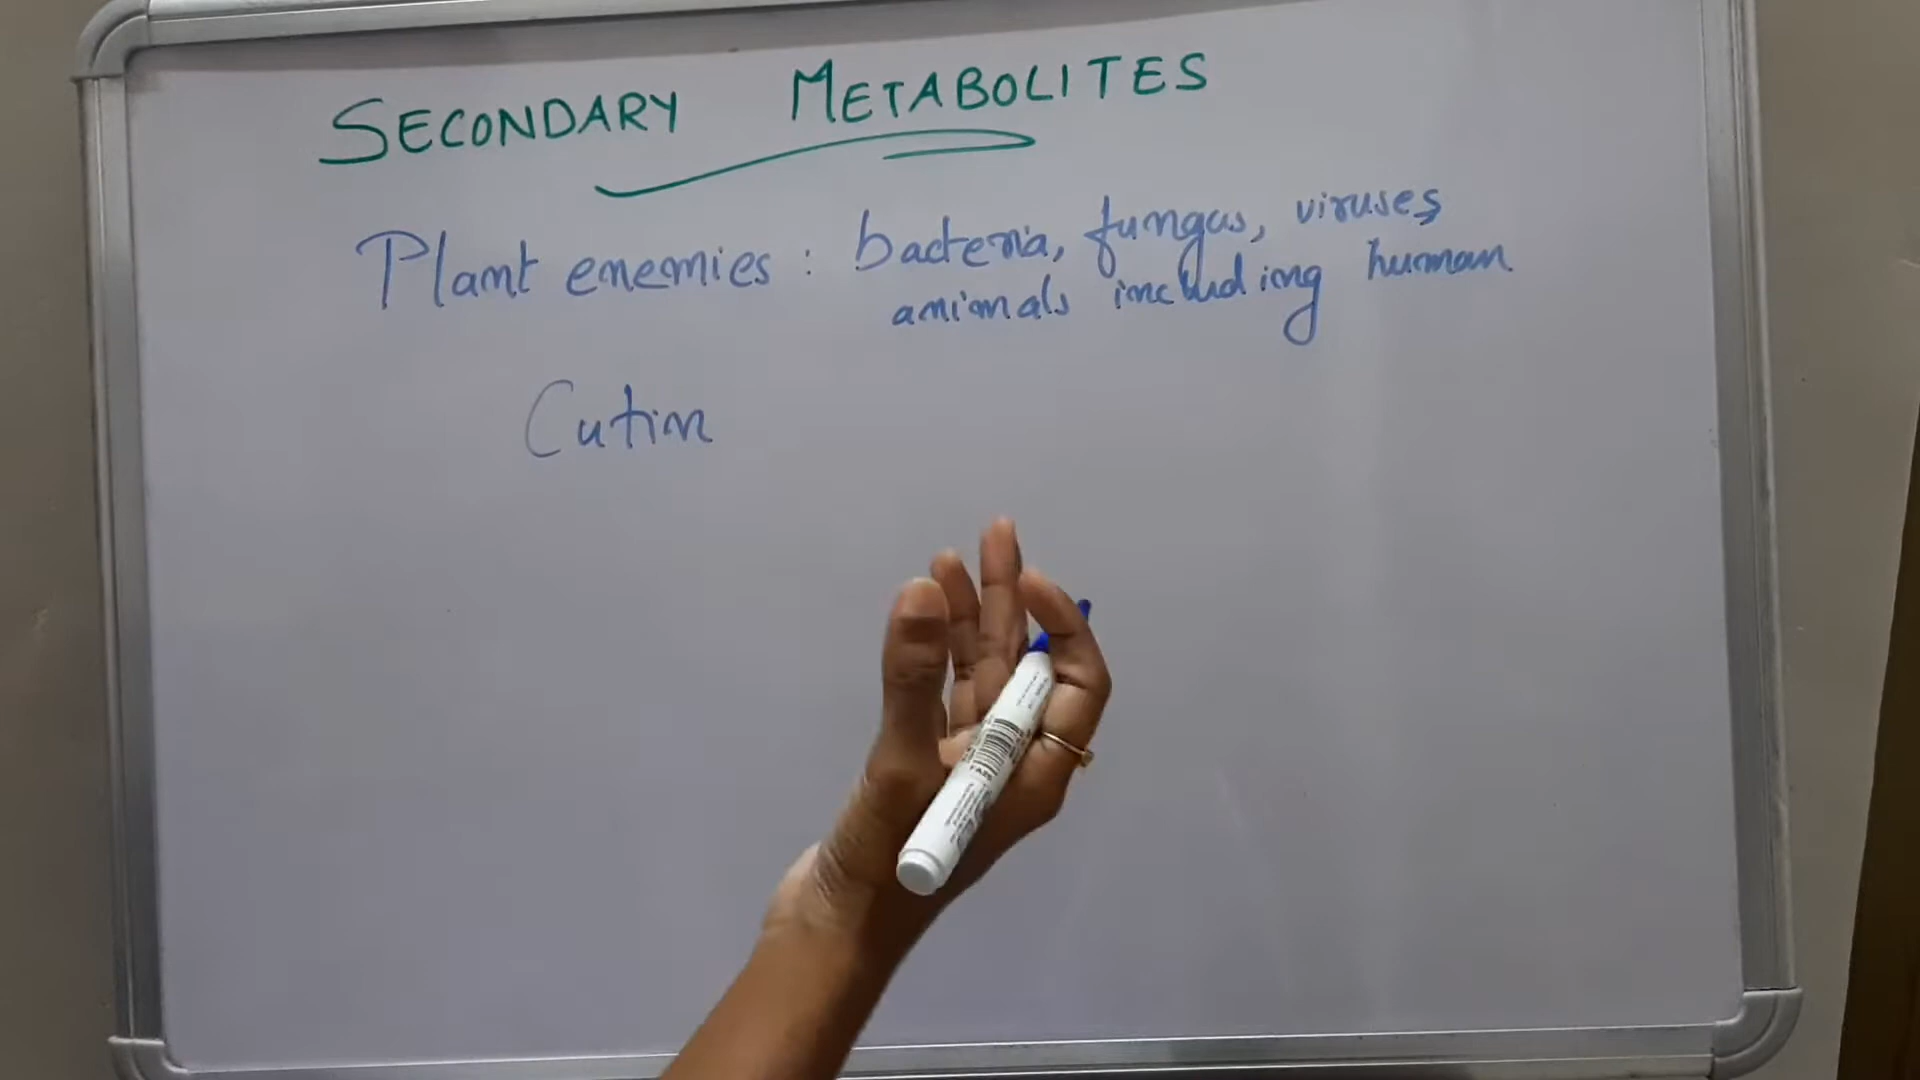 SECONDARY METABOLITES
Plant enemies : bacteria, fungus, viruses,
animals including human
Cutin